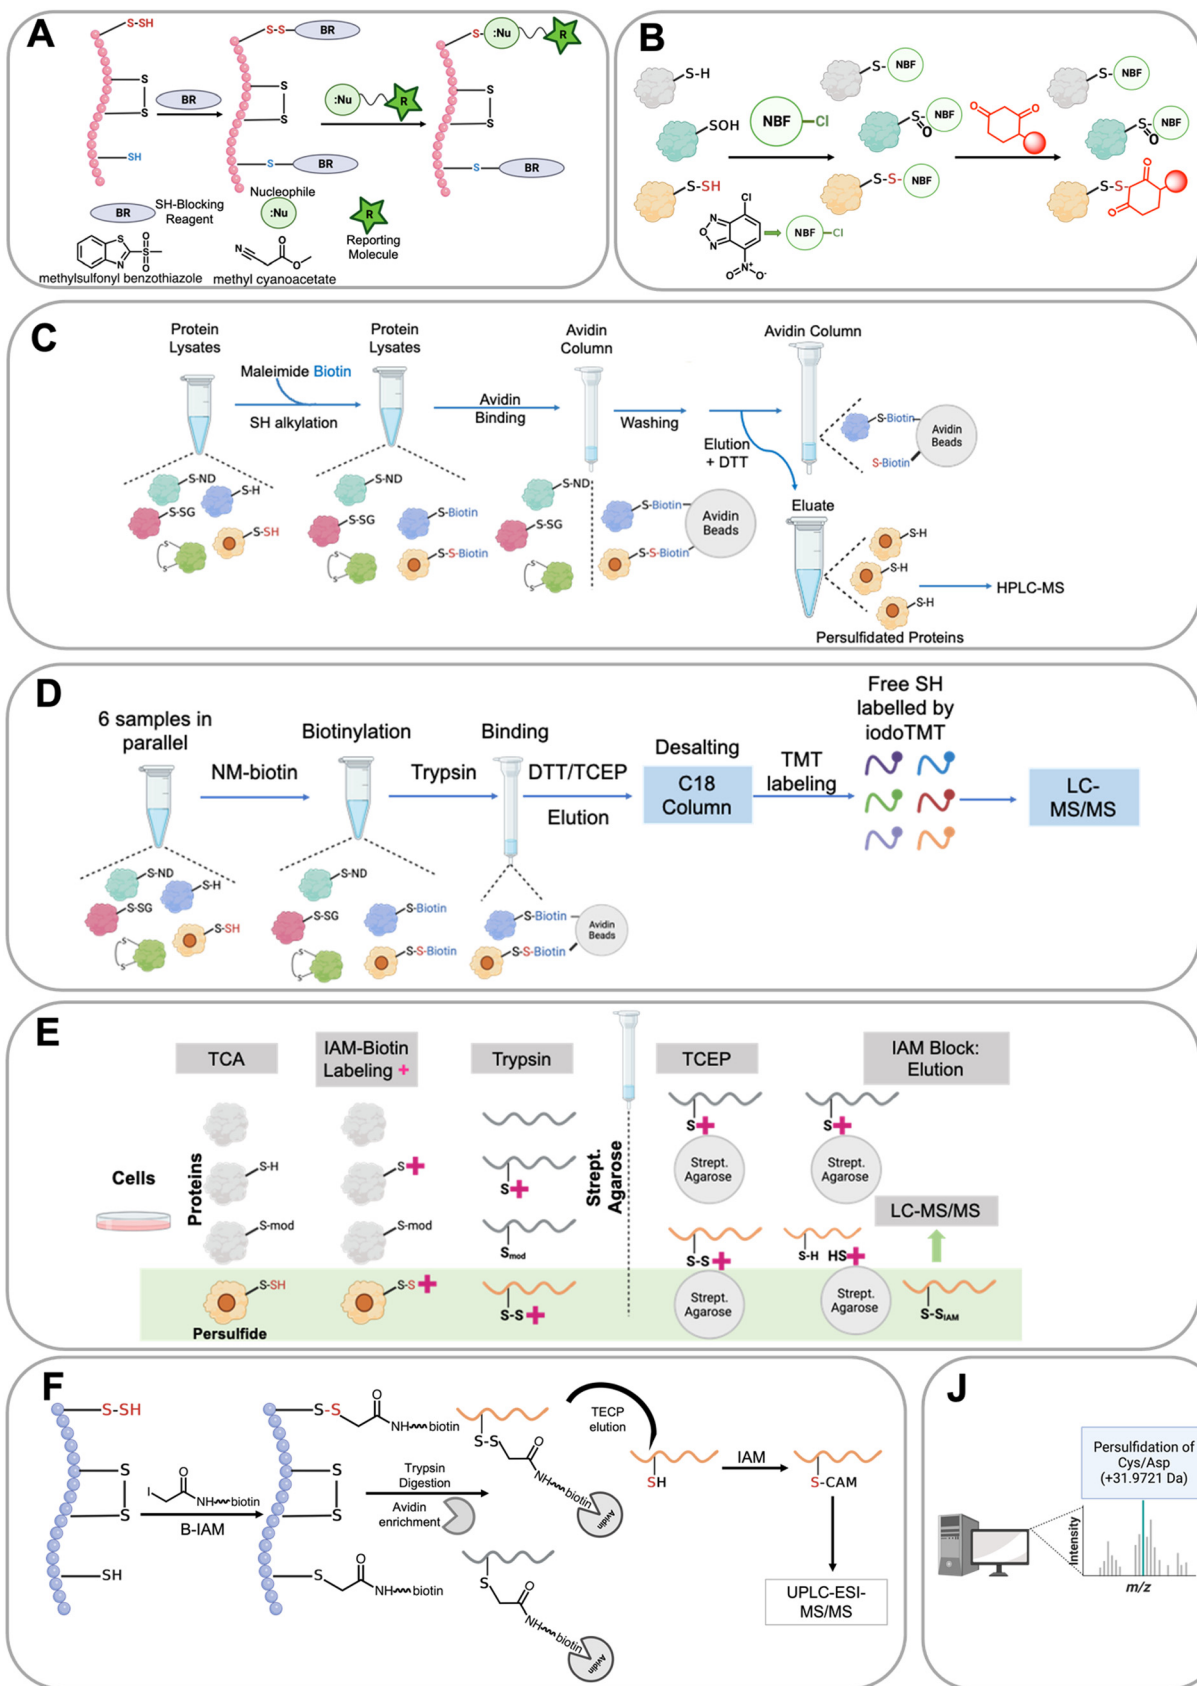 A
S-SH
S
S
SH
BR
S-S-
BR
S
S
S-
BR
:Nu
R
S-
:Nu
R
S
S
S-
BR
BR
SH-Blocking
Reagent
Nucleophile
:Nu
R
Reporting
Molecule
S
N
O
S
O
methylsulfonyl benzothiazole
N
O
O
methyl cyanoacetate
B
S-H
SOH
S-SH
NBF
-Cl
Cl
N
O
N
N+
O
O-
NBF
-Cl
S-
NBF
S-
O
NBF
S-S-
NBF
O
O
S-
NBF
S-
O
NBF
S-S
O
O
C
Protein
Lysates
Maleimide Biotin
SH alkylation
Protein
Lysates
Avidin
Binding
Avidin
Column
Washing
Elution
+ DTT
Avidin Column
S-Biotin
S-Biotin
Avidin
Beads
Eluate
S-ND
S-H
S-SG
S-SH
S
S
S-ND
S-SG
S-Biotin
S-S-Biotin
S
S
S-ND
S-SG
S
S
S-Biotin
S-S-Biotin
Avidin
Beads
S-H
S-H
S-H
HPLC-MS
Persulfidated Proteins
D
6 samples in
parallel
NM-biotin
Biotinylation
Trypsin
Binding
DTT/TCEP
Elution
Desalting
C18
Column
TMT
labeling
Free SH
labelled by
iodoTMT
LC-
MS/MS
S-ND
S-H
S-SG
S-SH
S
S
S-ND
S-SG
S-Biotin
S-S-Biotin
S
S
S-Biotin
S-S-Biotin
Avidin
Beads
E
TCA
IAM-Biotin
Labeling +
Trypsin
Strept.
Agarose
TCEP
IAM Block:
Elution
Cells
Proteins
S-H
S-mod
S-SH
Persulfide
S
S-mod
S-S
S
Smod
S-S
S
Strept.
Agarose
S-S
Strept.
Agarose
S
Strept.
Agarose
LC-MS/MS
S-H
HS
Strept.
Agarose
S-SIAM
F
S-SH
S
S
SH
I
O
NH
biotin
B-IAM
S-S
O
NH
biotin
S
S
S
O
NH
biotin
Trypsin
Digestion
Avidin
enrichment
S-S
O
NH
biotin
Avidin
S
O
NH
biotin
Avidin
TECP
elution
SH
IAM
S-CAM
UPLC-ESI-
MS/MS
J
Persulfidation of
Cys/Asp
(+31.9721 Da)
Intensity
m/z